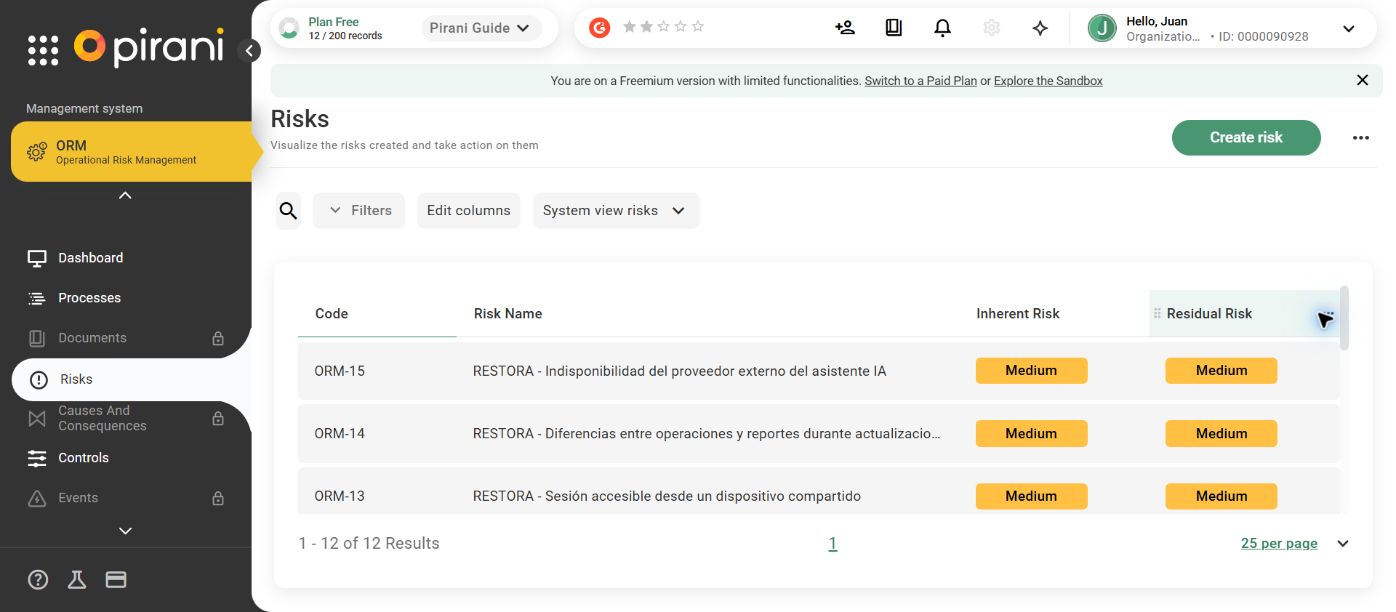 pirani
Plan Free
12 / 200 records
Pirani Guide
Hello, Juan
Organizatio... • ID: 0000090928
J
You are on a Freemium version with limited functionalities. Switch to a Paid Plan or Explore the Sandbox
Management system
ORM
Operational Risk Management
Dashboard
Processes
Documents
Risks
Causes And
Consequences
Controls
Events
Risks
Visualize the risks created and take action on them
Create risk
Filters
Edit columns
System view risks
Code Risk Name Inherent Risk Residual Risk
ORM-15 RESTORA - Indisponibilidad del proveedor externo del asistente IA Medium Medium
ORM-14 RESTORA - Diferencias entre operaciones y reportes durante actualizacio... Medium Medium
ORM-13 RESTORA - Sesión accesible desde un dispositivo compartido Medium Medium
1 - 12 of 12 Results 1 25 per page